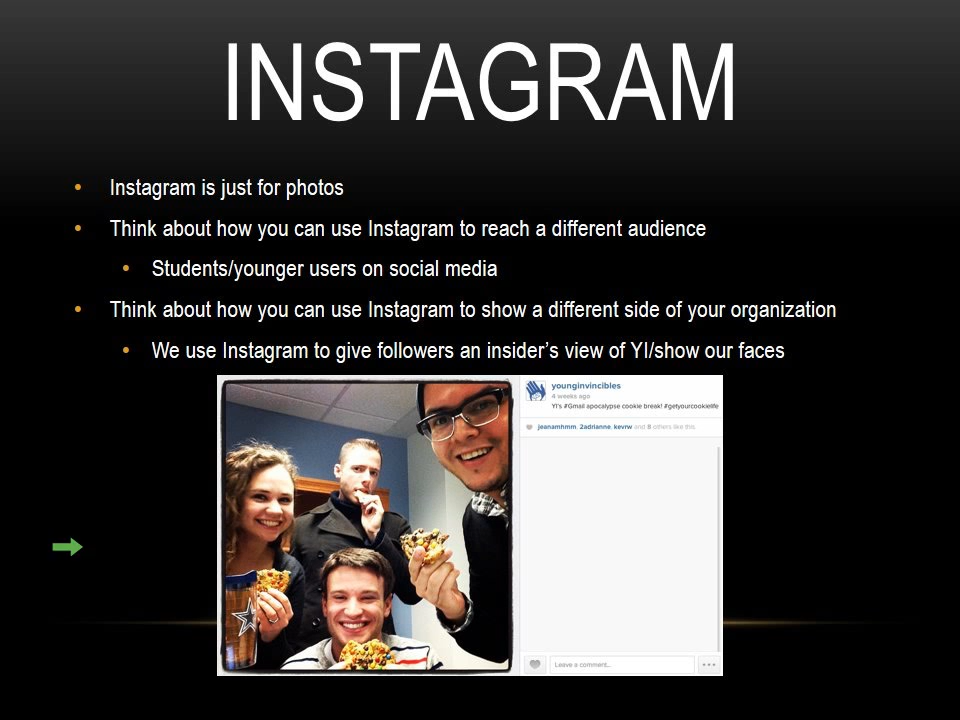 INSTAGRAM
• Instagram is just for photos
• Think about how you can use Instagram to reach a different audience
• Students/younger users on social media
• Think about how you can use Instagram to show a different side of your organization
• We use Instagram to give followers an insider's view of YI/show our faces
younginvincibles
4 weeks ago
YI's #Gmail apocalypse cookie break! #getyourcookielife
jeanamhmm, 2adrianne, kevrw and 8 others like this.
Leave a comment...